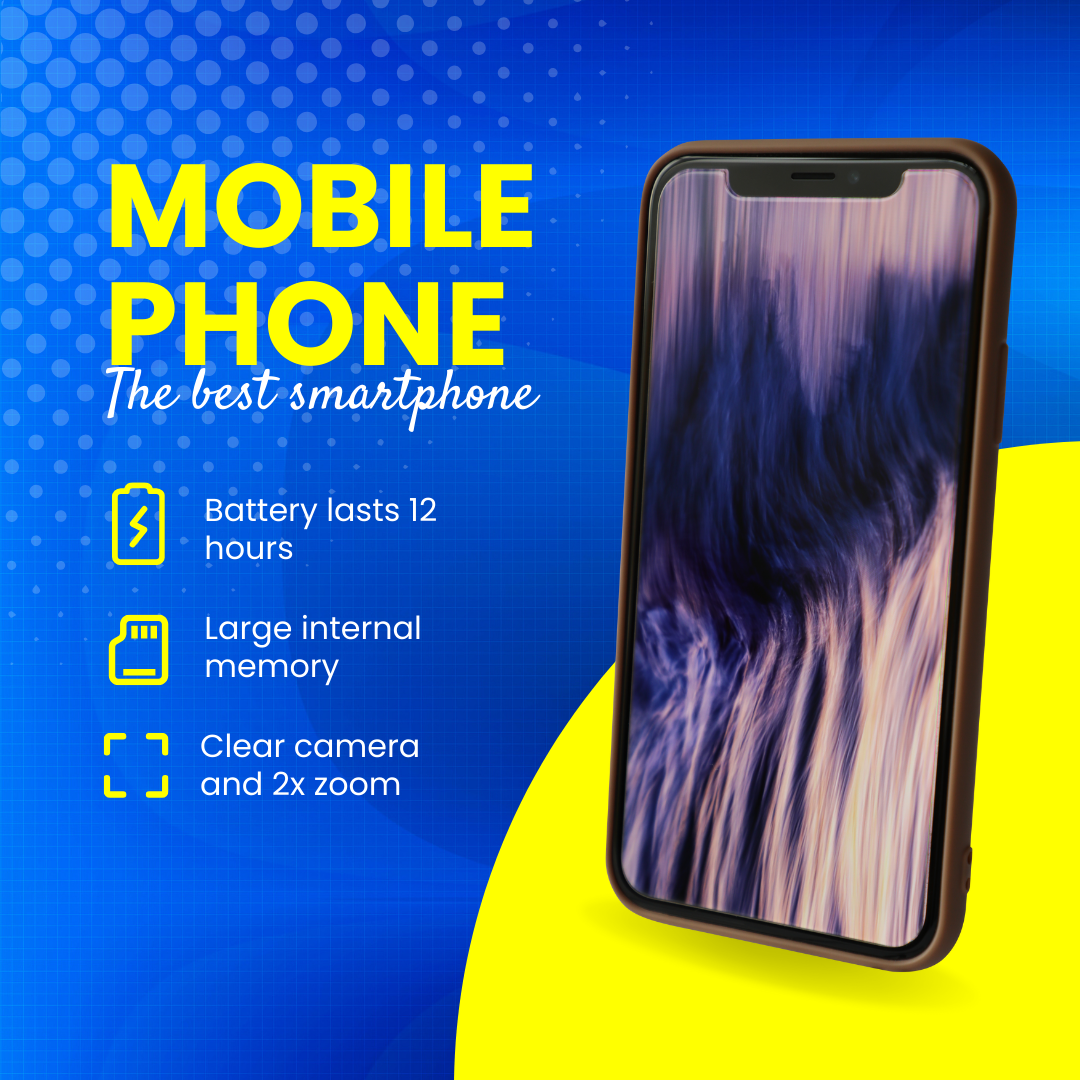 MOBILE
PHONE
The best smartphone
Battery lasts 12
hours
Large internal
memory
Clear camera
and 2x zoom